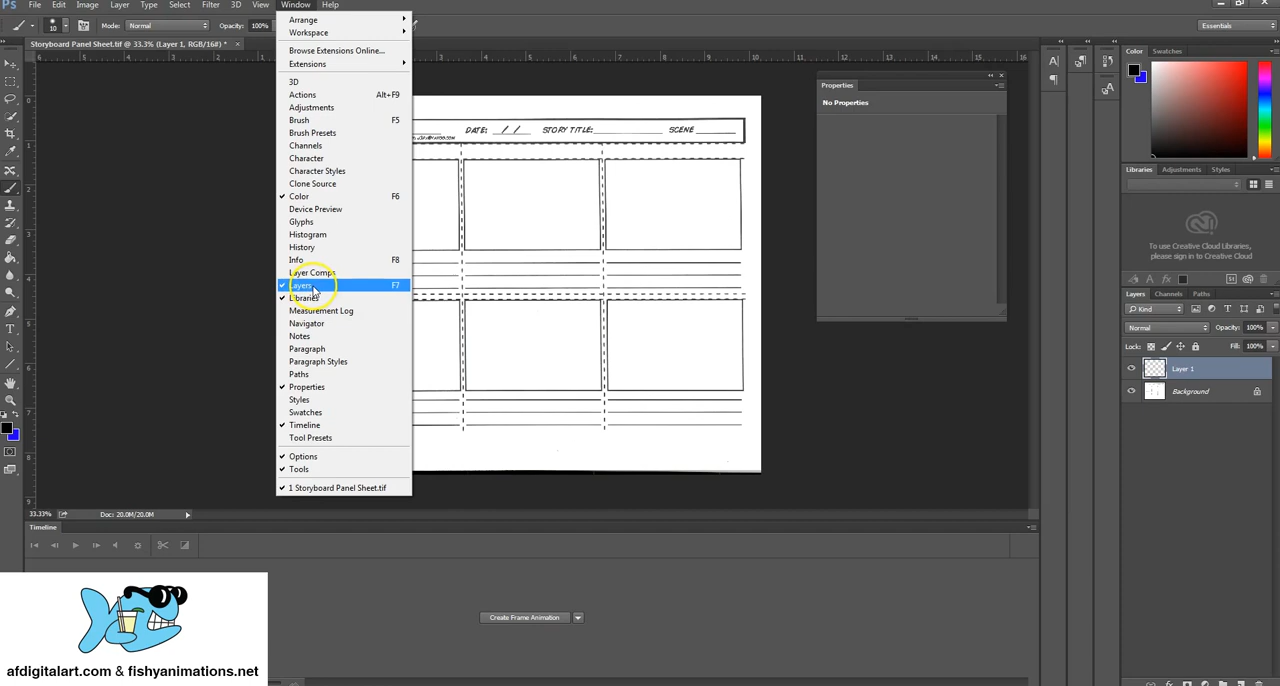 Ps File Edit Image Layer Type Select Filter 3D View Window Help
10 Mode: Normal Opacity: 100% Essentials
Storyboard Panel Sheet.tif @ 33.3% (Layer 1, RGB/16#) * ×
Arrange
Workspace
Browse Extensions Online...
Extensions
3D
Actions Alt+F9
Adjustments
Brush F5
Brush Presets
Channels
Character
Character Styles
Clone Source
Color F6
Device Preview
Glyphs
Histogram
History
Info F8
Layer Comps
Layers F7
Libraries
Measurement Log
Navigator
Notes
Paragraph
Paragraph Styles
Paths
Properties
Styles
Swatches
Timeline
Tool Presets
Options
Tools
1 Storyboard Panel Sheet.tif
DATE: / / STORY TITLE: SCENE
Properties
No Properties
Color Swatches
Libraries Adjustments Styles
To use Creative Cloud Libraries,
please sign in to Creative Cloud
Layers Channels Paths
Kind
Normal Opacity: 100%
Lock: Fill: 100%
Layer 1
Background
33.33% Doc: 20.0M/20.0M
Timeline
Create Frame Animation
afdigitalart.com & fishyanimations.net